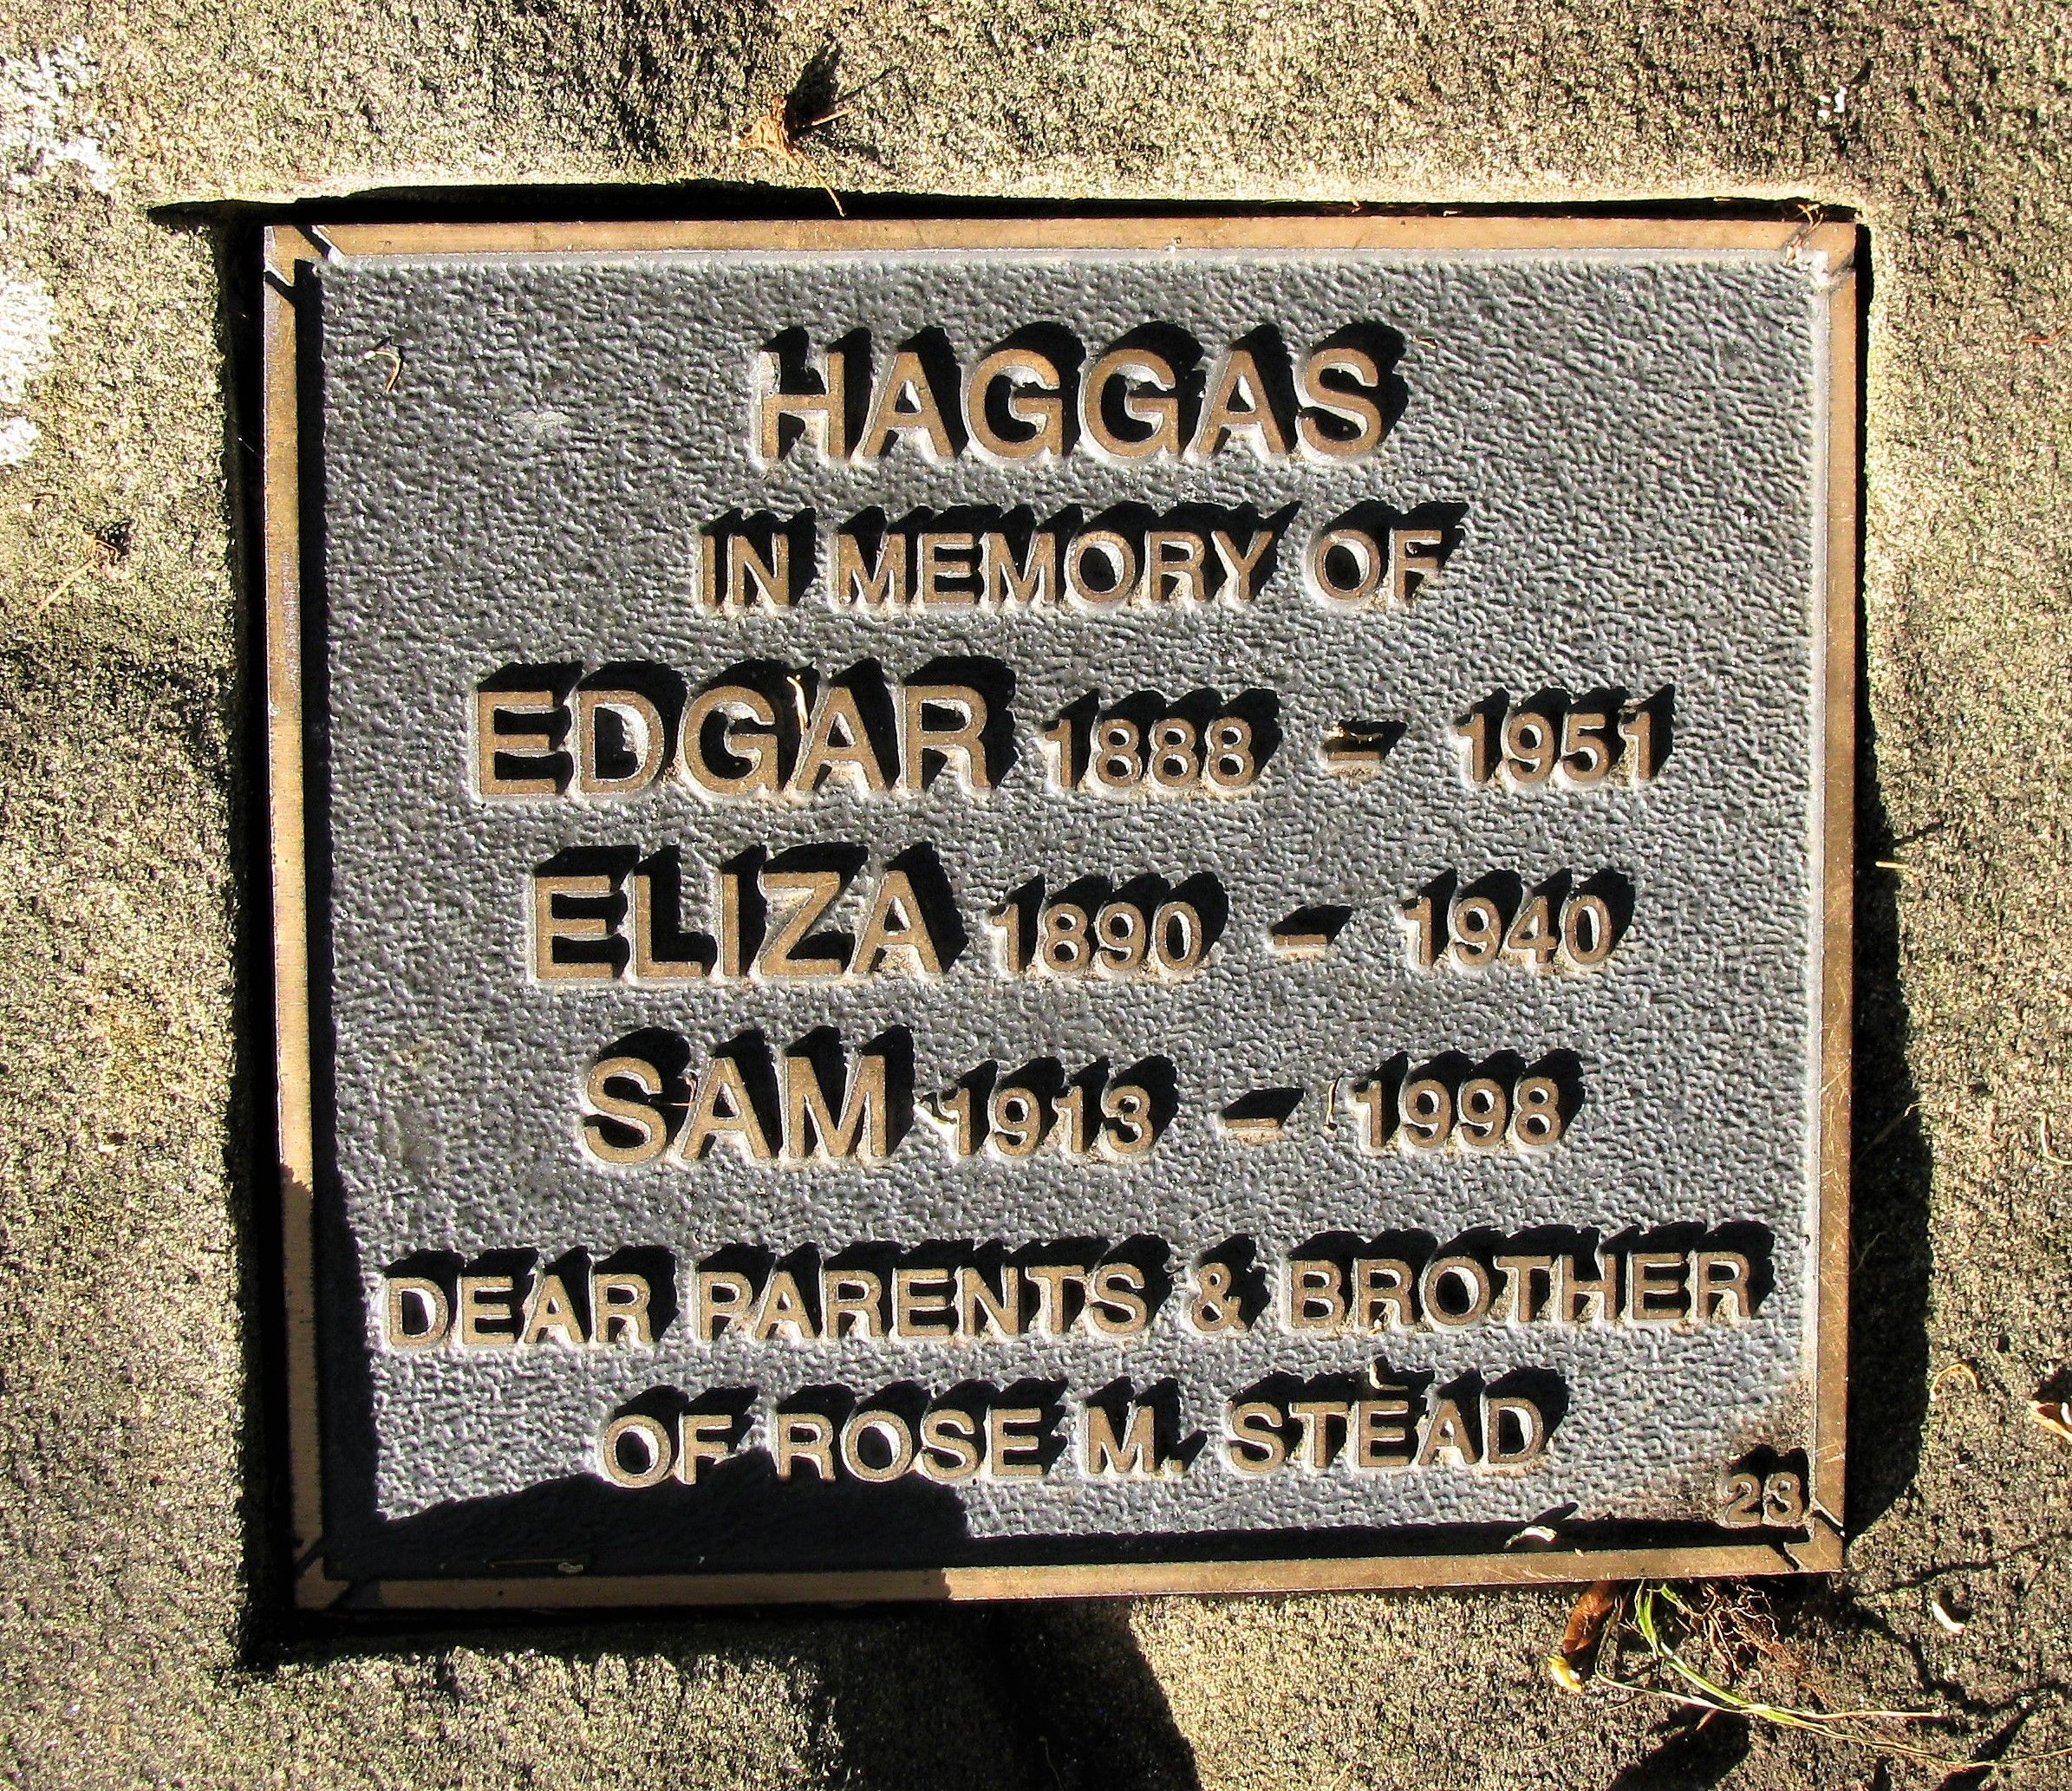 HAGGAS
IN MEMORY OF
EDGAR 1888 - 1951
ELIZA 1890 - 1940
SAM 1913 - 1998
DEAR PARENTS & BROTHER
OF ROSE M. STEAD
23